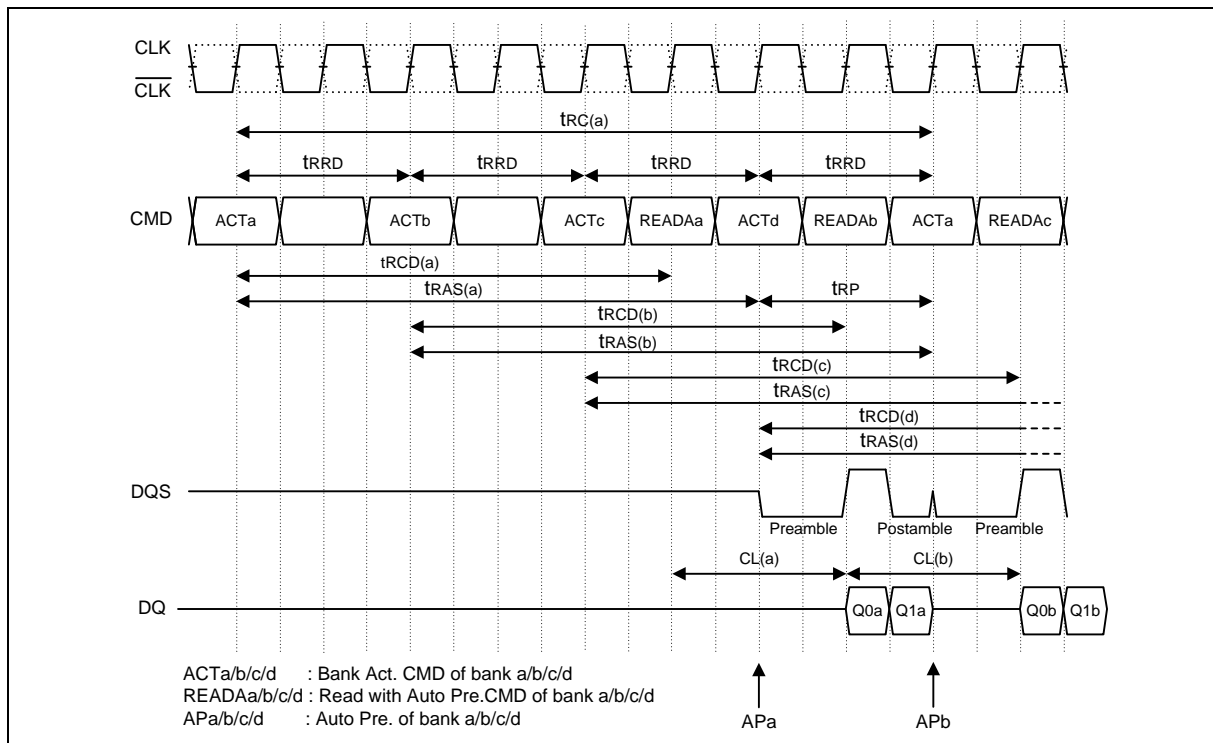 CLK
CLK
tRC(a)
tRRD tRRD tRRD tRRD
CMD ACTa ACTb ACTc READAa ACTd READAb ACTa READAc
tRCD(a)
tRAS(a) tRP
tRCD(b)
tRAS(b)
tRCD(c)
tRAS(c)
tRCD(d)
tRAS(d)
DQS
Preamble Postamble Preamble
CL(a) CL(b)
DQ Q0a Q1a Q0b Q1b
ACTa/b/c/d : Bank Act. CMD of bank a/b/c/d
READAa/b/c/d : Read with Auto Pre.CMD of bank a/b/c/d
APa/b/c/d : Auto Pre. of bank a/b/c/d
APa APb